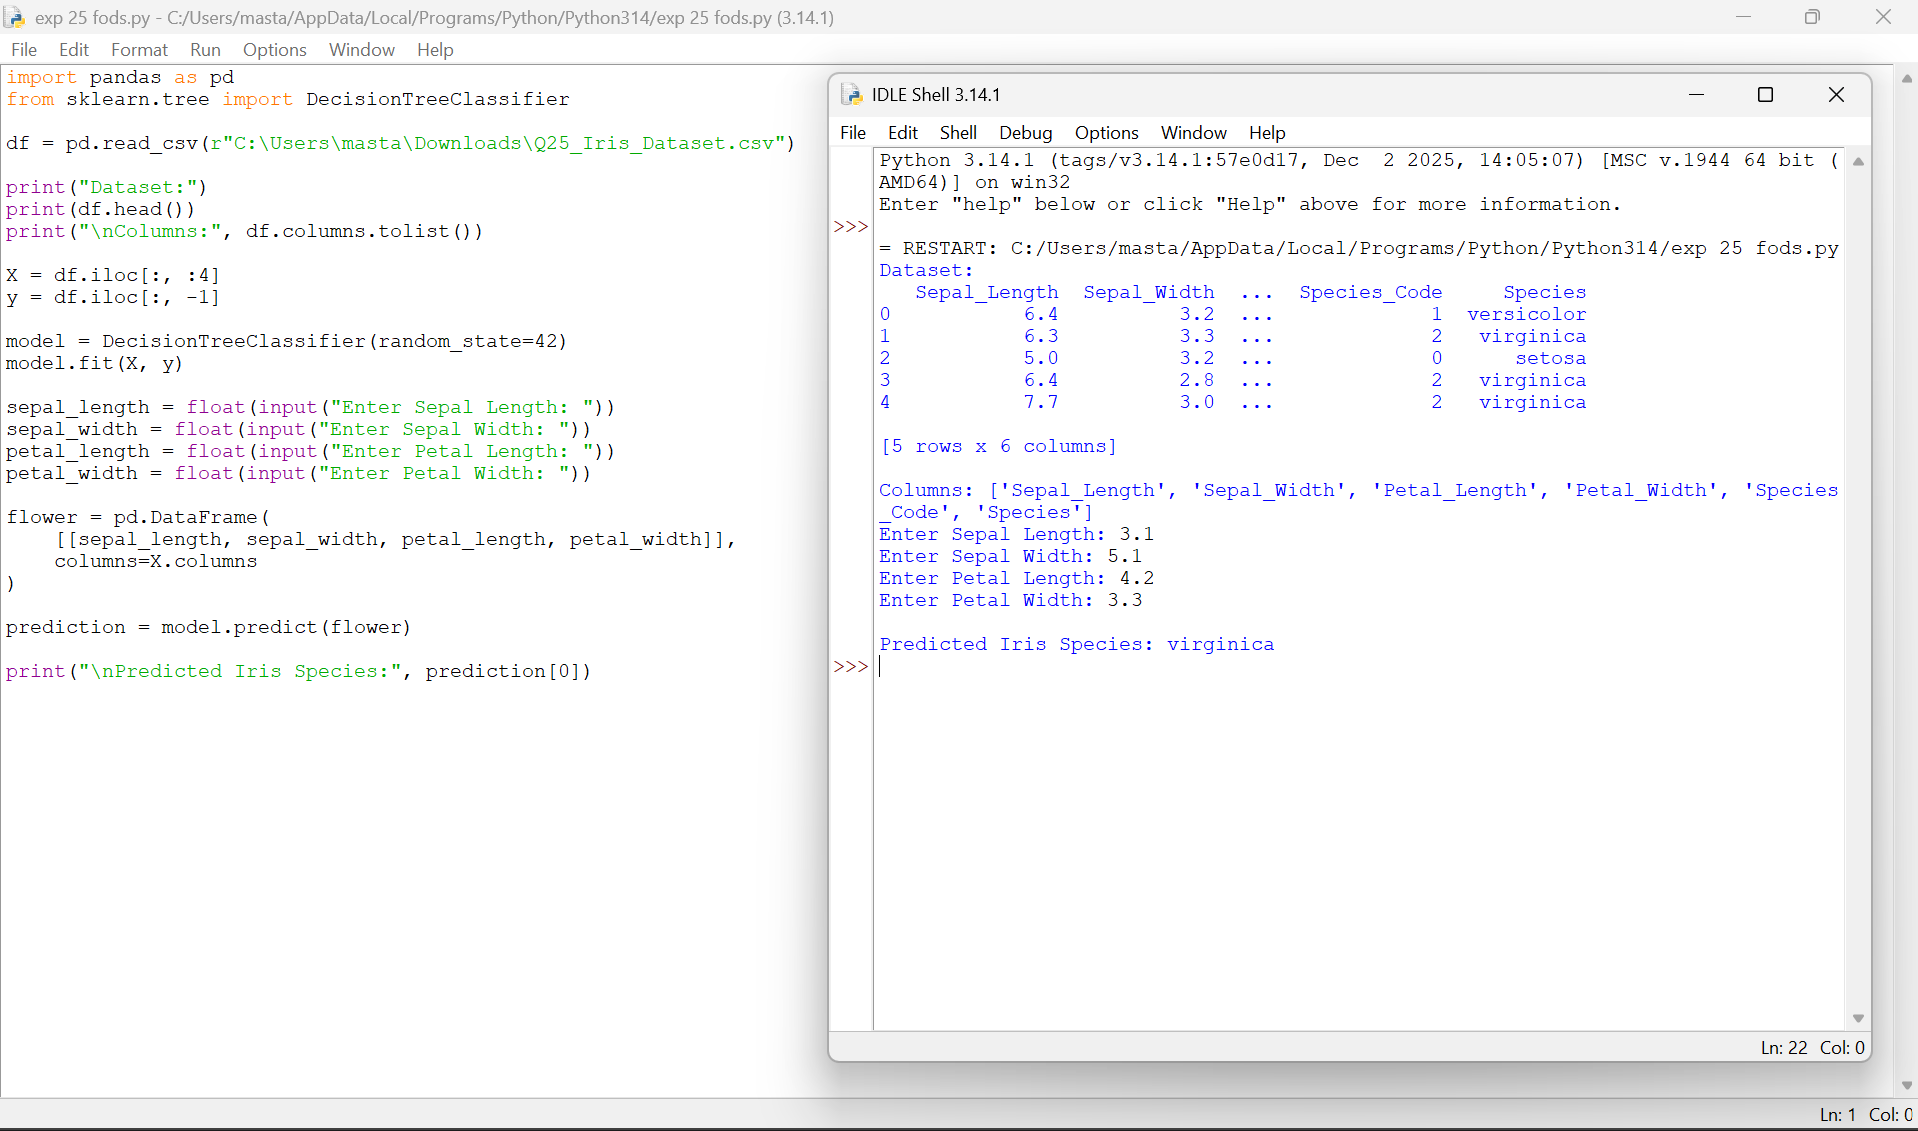 exp 25 fods.py - C:/Users/masta/AppData/Local/Programs/Python/Python314/exp 25 fods.py (3.14.1)
File Edit Format Run Options Window Help
import pandas as pd
from sklearn.tree import DecisionTreeClassifier

df = pd.read_csv(r"C:\Users\masta\Downloads\Q25_Iris_Dataset.csv")

print("Dataset:")
print(df.head())
print("\nColumns:", df.columns.tolist())

X = df.iloc[:, :4]
y = df.iloc[:, -1]

model = DecisionTreeClassifier(random_state=42)
model.fit(X, y)

sepal_length = float(input("Enter Sepal Length: "))
sepal_width = float(input("Enter Sepal Width: "))
petal_length = float(input("Enter Petal Length: "))
petal_width = float(input("Enter Petal Width: "))

flower = pd.DataFrame(
    [[sepal_length, sepal_width, petal_length, petal_width]],
    columns=X.columns
)

prediction = model.predict(flower)

print("\nPredicted Iris Species:", prediction[0])
Ln: 1 Col: 0
IDLE Shell 3.14.1
File Edit Shell Debug Options Window Help
Python 3.14.1 (tags/v3.14.1:57e0d17, Dec  2 2025, 14:05:07) [MSC v.1944 64 bit (
AMD64)] on win32
Enter "help" below or click "Help" above for more information.
>>>
= RESTART: C:/Users/masta/AppData/Local/Programs/Python/Python314/exp 25 fods.py
Dataset:
   Sepal_Length  Sepal_Width  ...  Species_Code     Species
0           6.4          3.2  ...             1  versicolor
1           6.3          3.3  ...             2   virginica
2           5.0          3.2  ...             0      setosa
3           6.4          2.8  ...             2   virginica
4           7.7          3.0  ...             2   virginica

[5 rows x 6 columns]

Columns: ['Sepal_Length', 'Sepal_Width', 'Petal_Length', 'Petal_Width', 'Species
_Code', 'Species']
Enter Sepal Length: 3.1
Enter Sepal Width: 5.1
Enter Petal Length: 4.2
Enter Petal Width: 3.3

Predicted Iris Species: virginica
>>>
Ln: 22 Col: 0